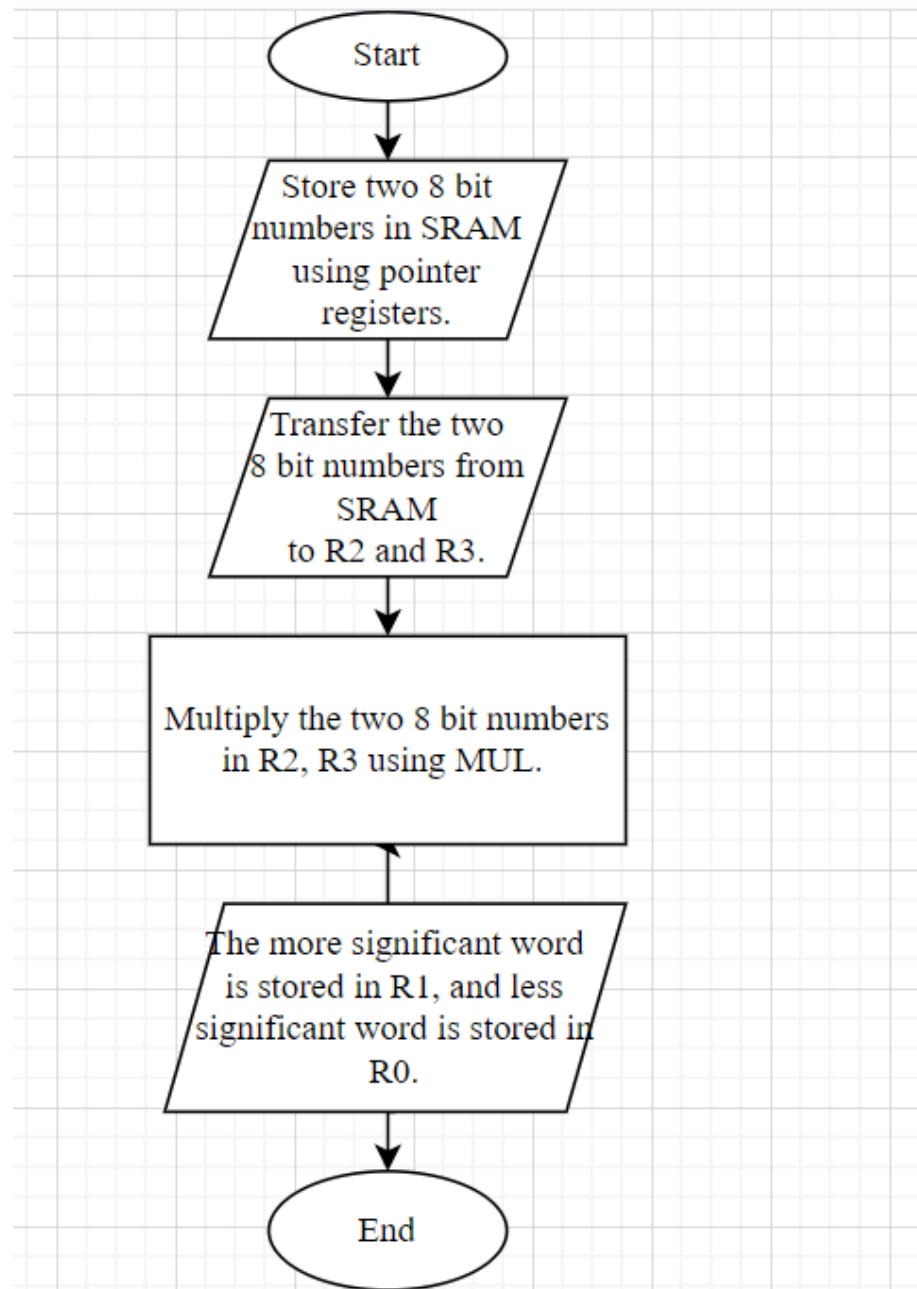 Start
Store two 8 bit
numbers in SRAM
using pointer
registers.
Transfer the two
8 bit numbers from
SRAM
to R2 and R3.
Multiply the two 8 bit numbers
in R2, R3 using MUL.
The more significant word
is stored in R1, and less
significant word is stored in
R0.
End